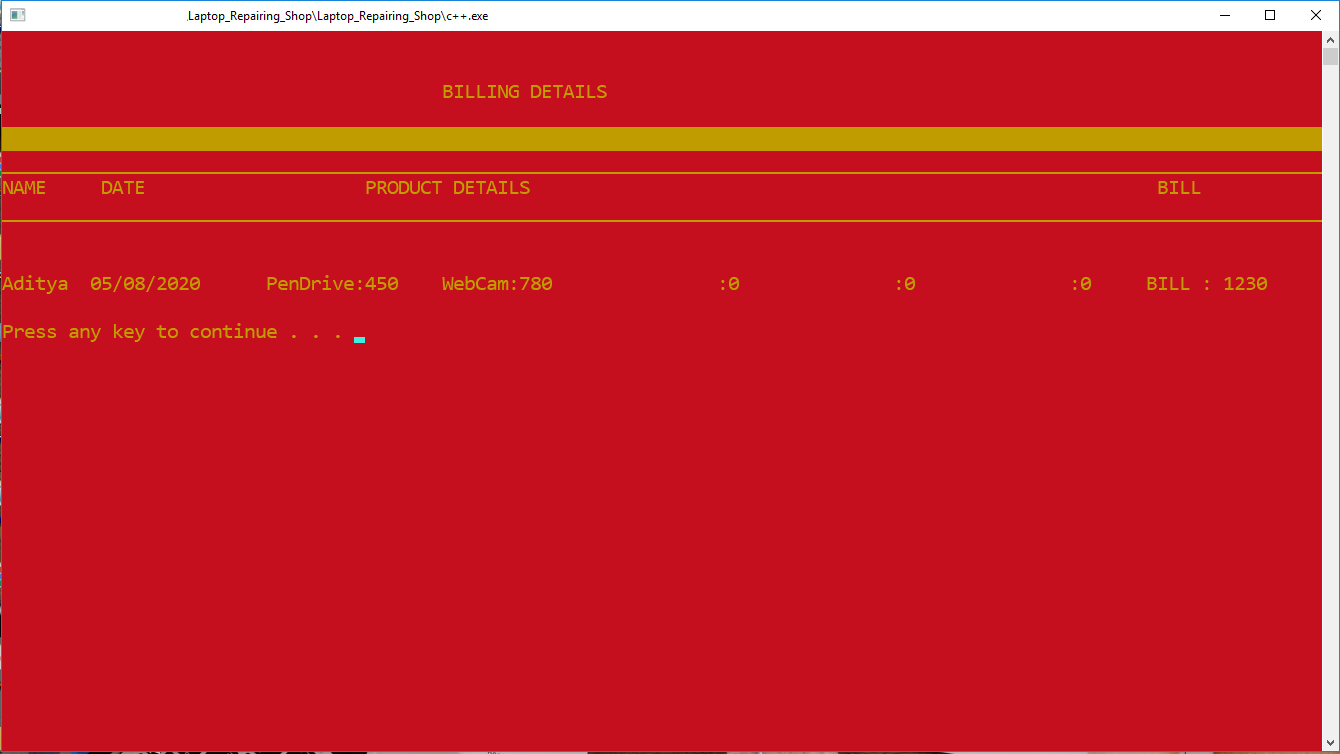 .Laptop_Repairing_Shop\Laptop_Repairing_Shop\c++.exe
BILLING DETAILS
NAME DATE PRODUCT DETAILS BILL
Aditya 05/08/2020 PenDrive:450 WebCam:780 :0 :0 :0 BILL : 1230
Press any key to continue . . .